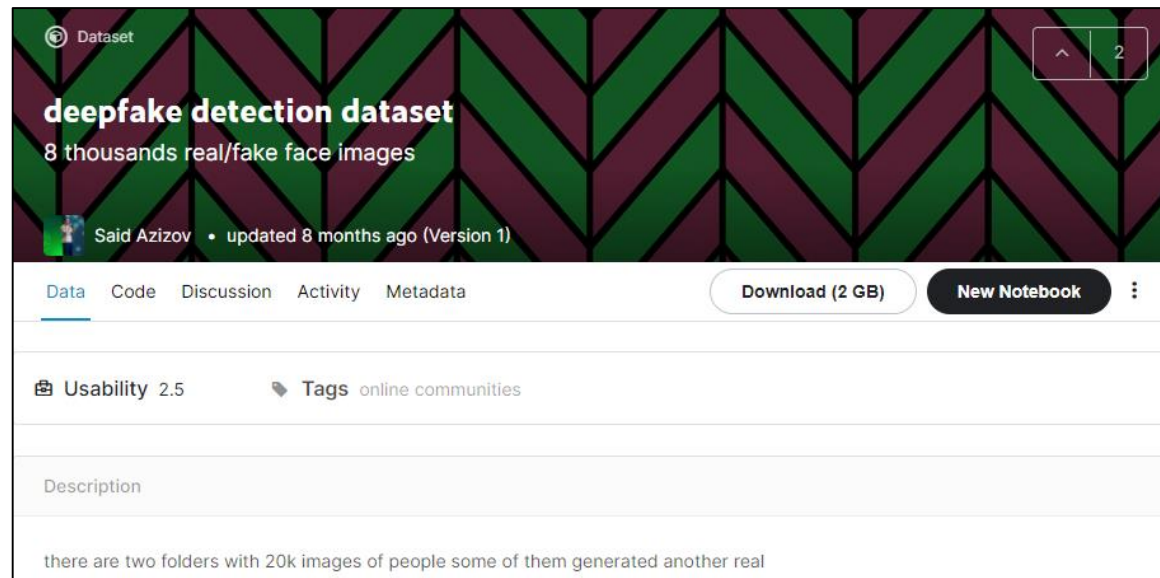 Dataset
2
deepfake detection dataset
8 thousands real/fake face images
Said Azizov • updated 8 months ago (Version 1)
Data Code Discussion Activity Metadata Download (2 GB) New Notebook
Usability 2.5 Tags online communities
Description
there are two folders with 20k images of people some of them generated another real